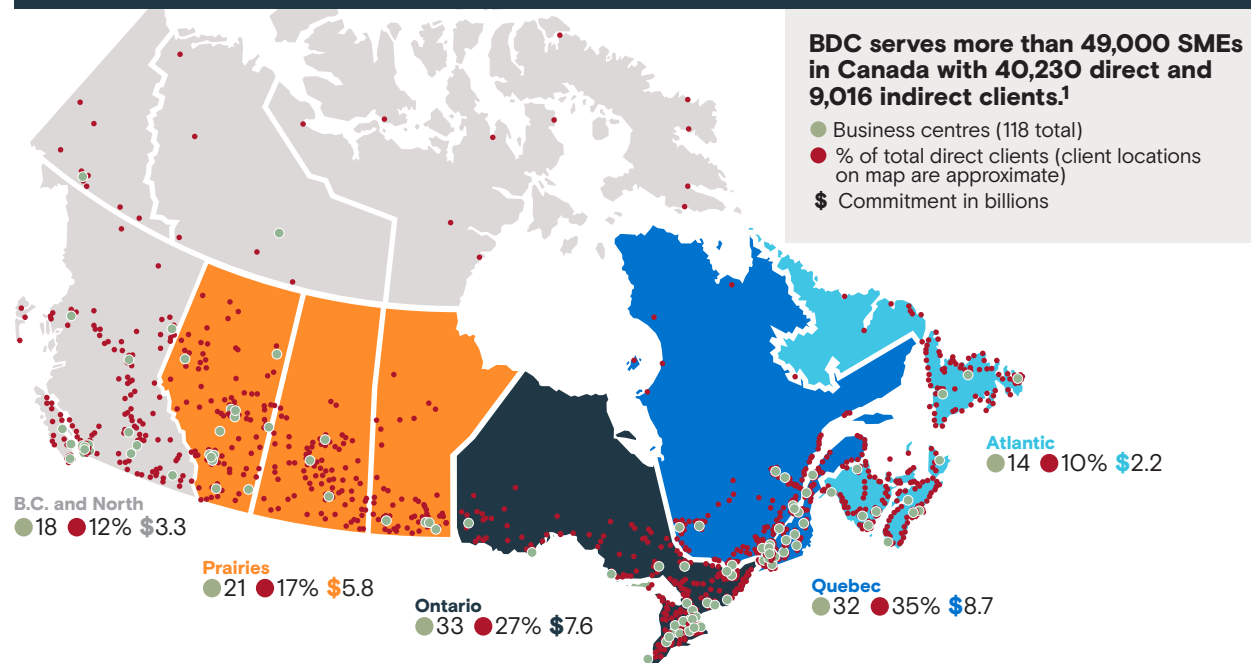 BDC serves more than 49,000 SMEs
in Canada with 40,230 direct and
9,016 indirect clients.¹
Business centres (118 total)
% of total direct clients (client locations
on map are approximate)
$ Commitment in billions
Atlantic
14 10% $2.2
B.C. and North
18 12% $3.3
Prairies
21 17% $5.8
Ontario
33 27% $7.6
Quebec
32 35% $8.7